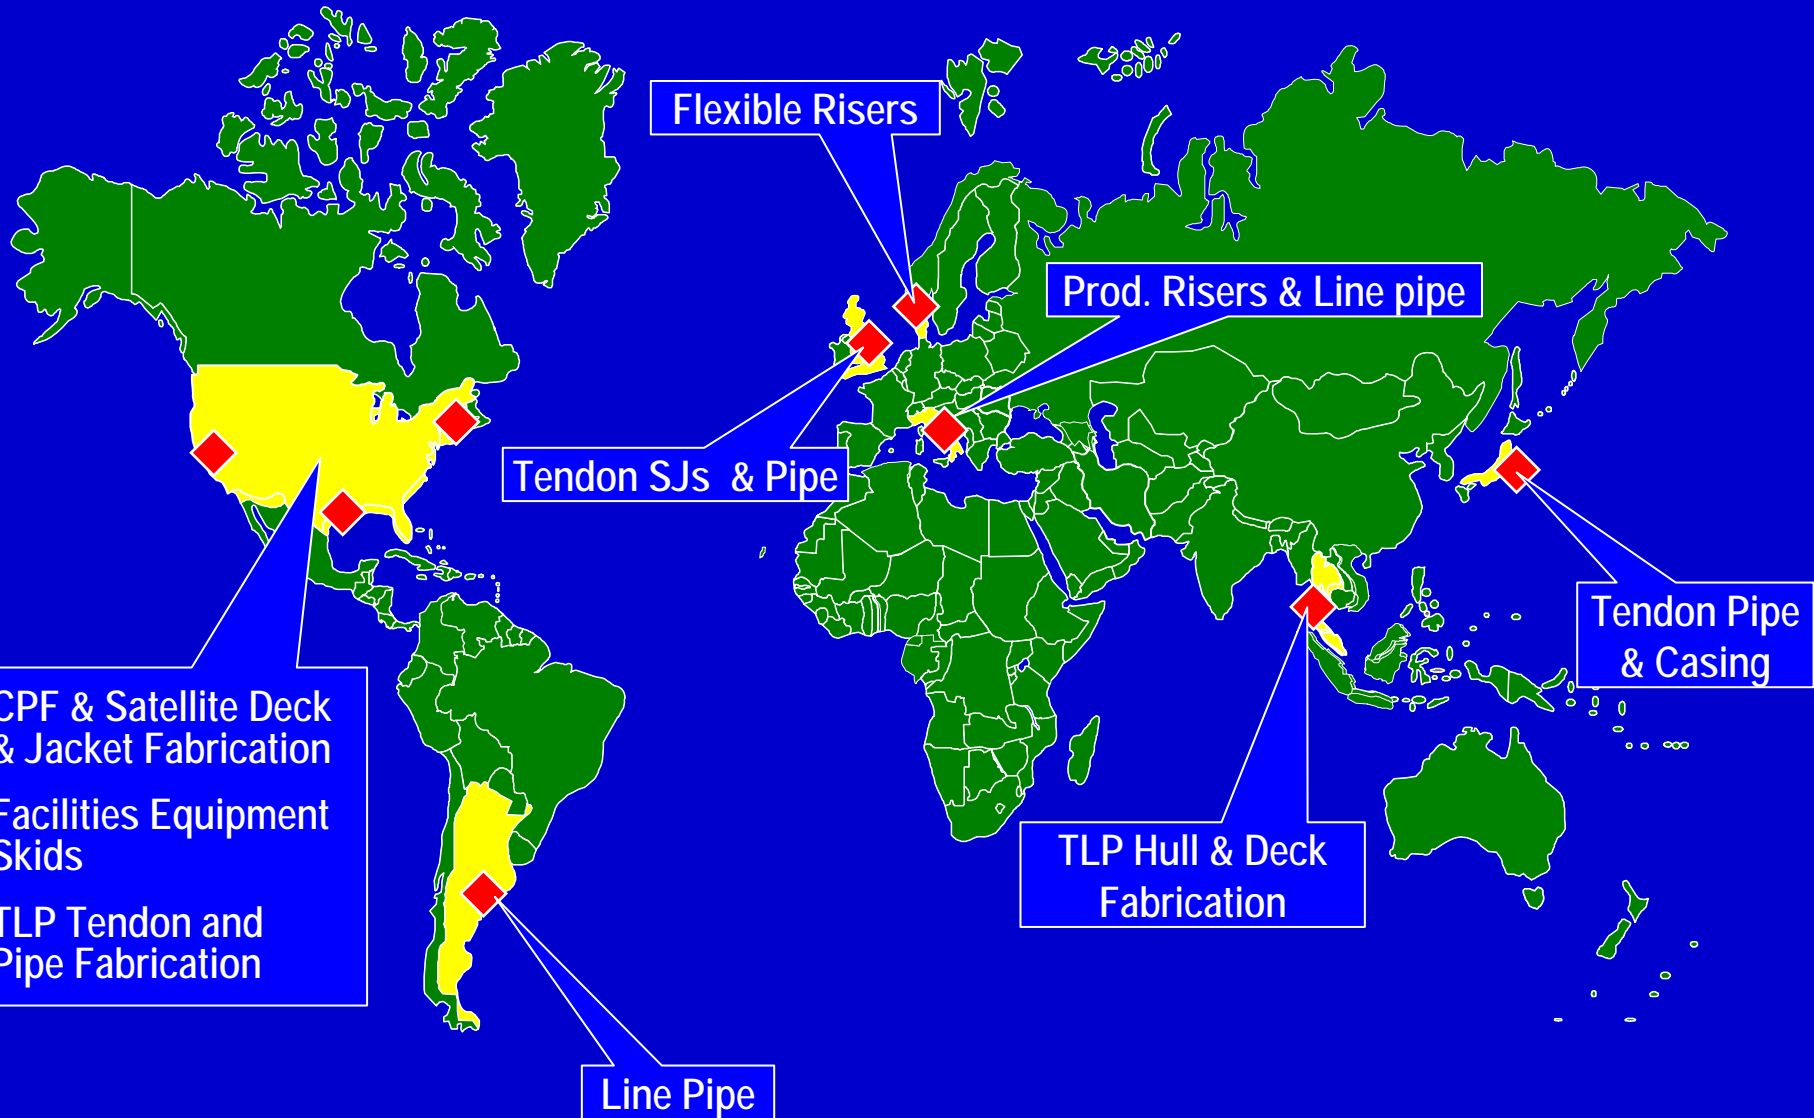 Flexible Risers
Prod. Risers & Line pipe
Tendon SJs & Pipe
Tendon Pipe
& Casing
CPF & Satellite Deck
& Jacket Fabrication
Facilities Equipment
Skids
TLP Tendon and
Pipe Fabrication
TLP Hull & Deck
Fabrication
Line Pipe